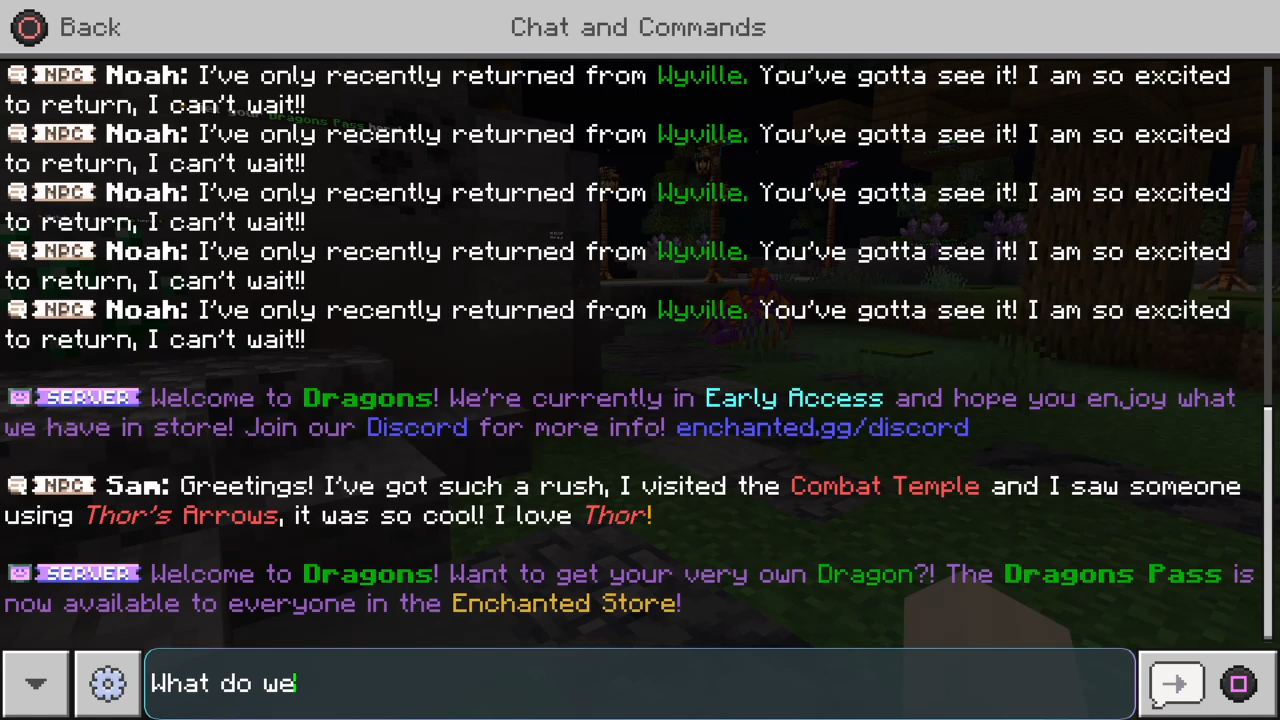 Back
Chat and Commands
NPC Noah: I've only recently returned from Wyville. You've gotta see it! I am so excited
to return, I can't wait!!
NPC Noah: I've only recently returned from Wyville. You've gotta see it! I am so excited
to return, I can't wait!!
NPC Noah: I've only recently returned from Wyville. You've gotta see it! I am so excited
to return, I can't wait!!
NPC Noah: I've only recently returned from Wyville. You've gotta see it! I am so excited
to return, I can't wait!!
NPC Noah: I've only recently returned from Wyville. You've gotta see it! I am so excited
to return, I can't wait!!
SERVER Welcome to Dragons! We're currently in Early Access and hope you enjoy what
we have in store! Join our Discord for more info! enchanted.gg/discord
NPC Sam: Greetings! I've got such a rush, I visited the Combat Temple and I saw someone
using Thor's Arrows, it was so cool! I love Thor!
SERVER Welcome to Dragons! Want to get your very own Dragon?! The Dragons Pass is
now available to everyone in the Enchanted Store!
What do we